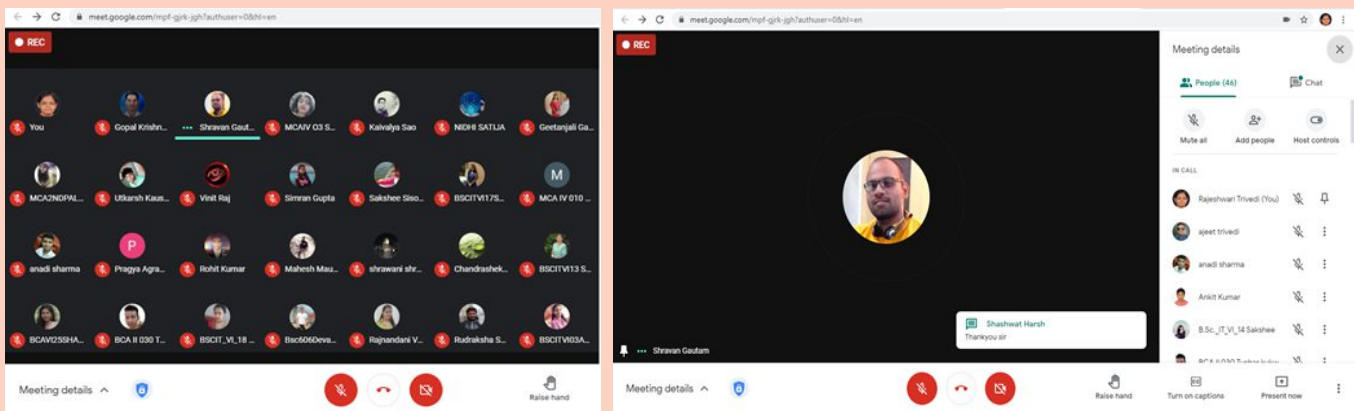 meet.google.com/mpf-gjrk-jgh?authuser=0&hl=en
REC
You
Gopal Krishn...
Shravan Gaut...
MCAIV 03 S...
Kaivalya Sao
NIDHI SATIJA
Geetanjali Ga...
MCA2NDPAL...
Utkarsh Kaus...
Vinit Raj
Simran Gupta
Sakshee Siso...
BSCITVI17S...
M
MCA IV 010 ...
anadi sharma
P
Pragya Agra...
Rohit Kumar
Mahesh Mau...
shrawani shr...
Chandrashek...
BSCITVI13 S...
BCAVI25SHA...
BCA II 030 T...
BSCIT_VI_18 ...
Bsc606Deva...
Rajnandani V...
Rudraksha S...
BSCITVI03A...
Meeting details
Raise hand
meet.google.com/mpf-gjrk-jgh?authuser=0&hl=en
REC
Shashwat Harsh
Thankyou sir
Shravan Gautam
Meeting details
People (46)
Chat
Mute all
Add people
Host controls
IN CALL
Rajeshwari Trivedi (You)
ajeet trivedi
anadi sharma
Ankit Kumar
B.Sc._IT_VI_14 Sakshee
BCA II 030
Meeting details
Raise hand
Turn on captions
Present now